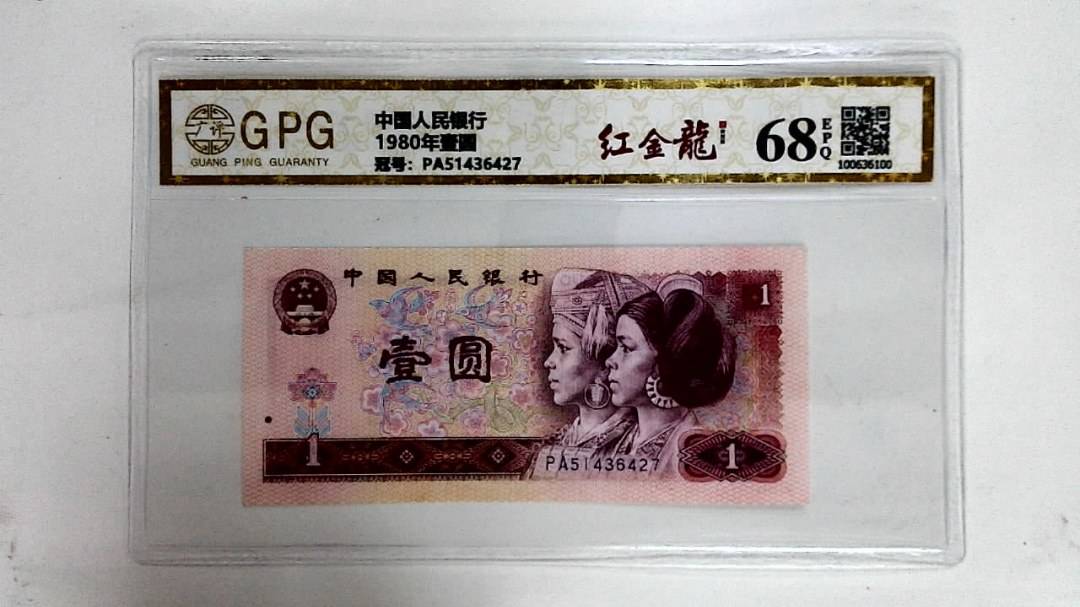 GPG
GUANG PING GUARANTY
中国人民银行
1980年壹圆
冠号：PA51436427
红金龍
68
EPQ
100636100
中国人民银行
1
壹圆
1
PA51436427
1